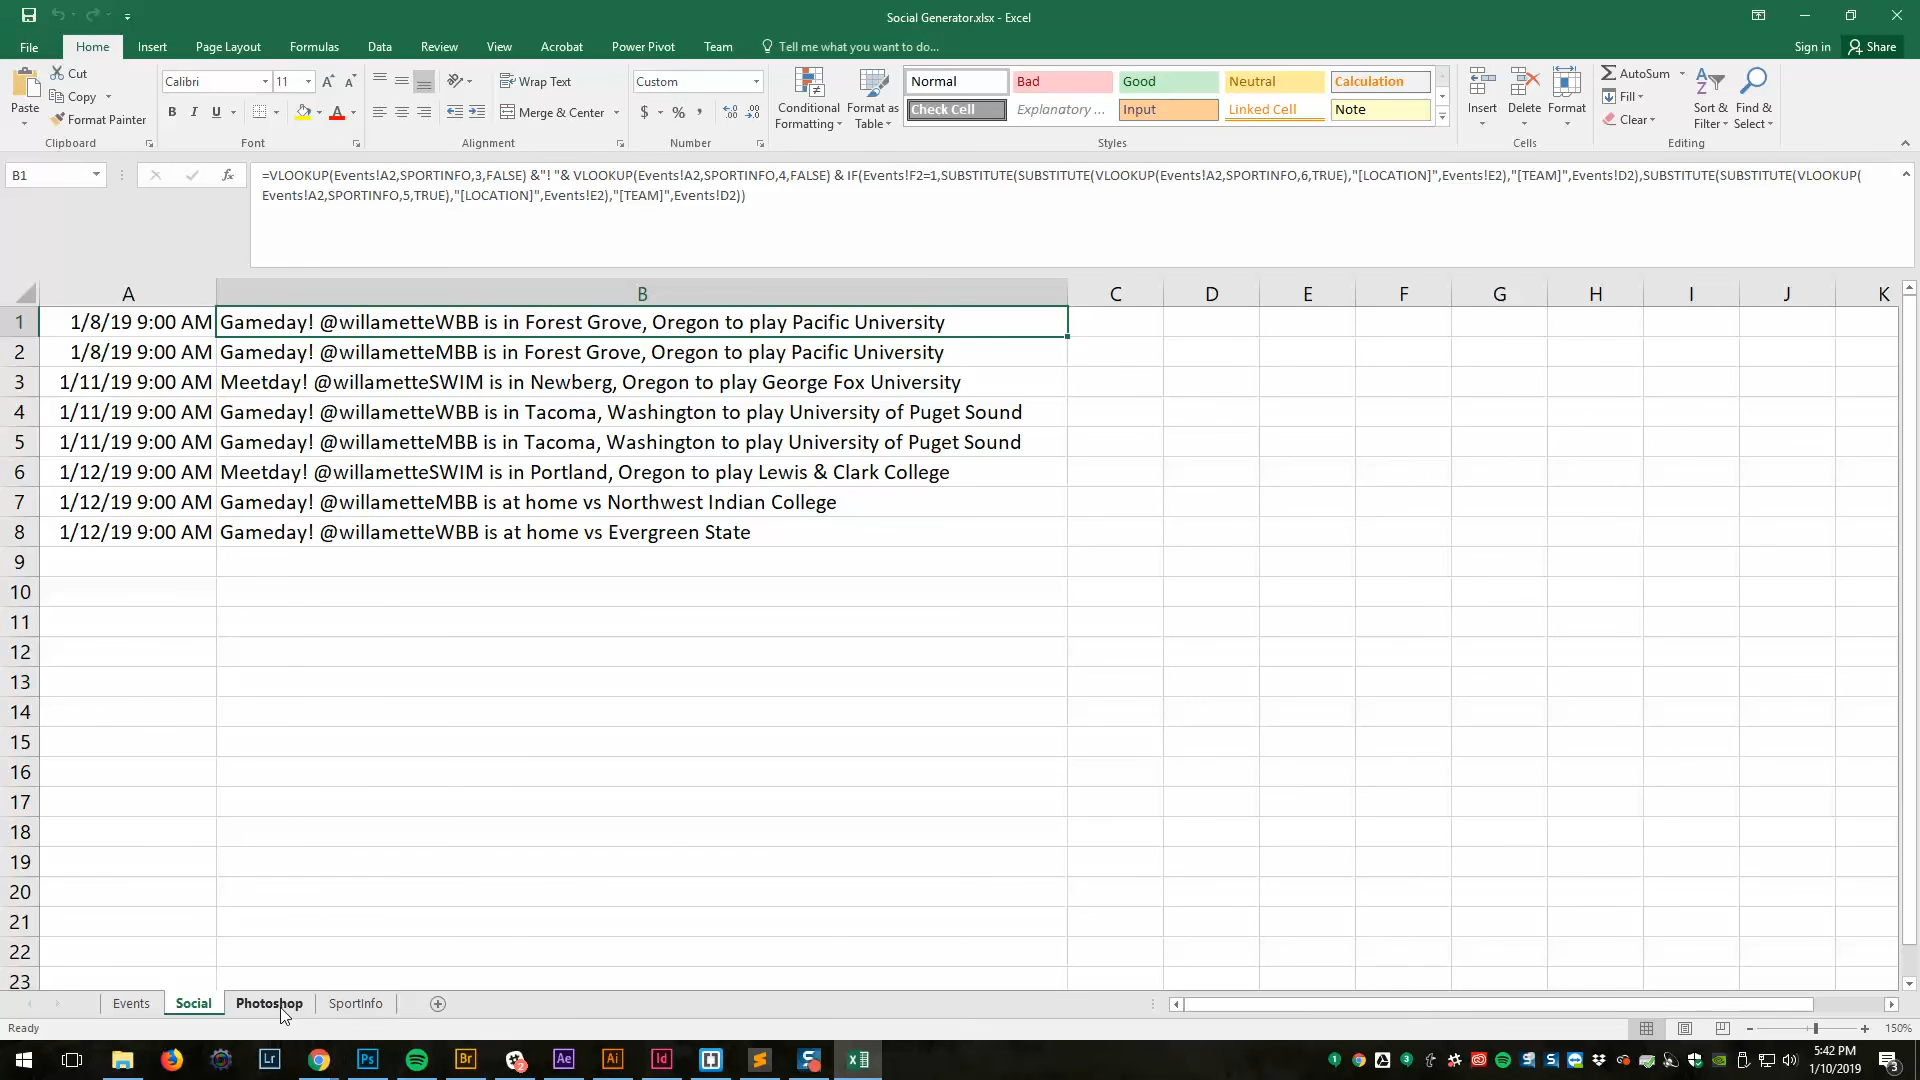 Social Generator.xlsx - Excel
File Home Insert Page Layout Formulas Data Review View Acrobat Power Pivot Team Tell me what you want to do... Sign in Share
Paste Cut Copy Format Painter
Clipboard
Calibri 11
B I U
Font
Wrap Text
Merge & Center
Alignment
Custom
$ % ,
Number
Conditional Formatting
Format as Table
Normal Bad Good Neutral Calculation
Check Cell Explanatory ... Input Linked Cell Note
Styles
Insert Delete Format
Cells
AutoSum
Fill
Clear
Sort & Filter
Find & Select
Editing
B1 fx =VLOOKUP(Events!A2,SPORTINFO,3,FALSE) &"! "& VLOOKUP(Events!A2,SPORTINFO,4,FALSE) & IF(Events!F2=1,SUBSTITUTE(SUBSTITUTE(VLOOKUP(Events!A2,SPORTINFO,6,TRUE),"[LOCATION]",Events!E2),"[TEAM]",Events!D2),SUBSTITUTE(SUBSTITUTE(VLOOKUP(
Events!A2,SPORTINFO,5,TRUE),"[LOCATION]",Events!E2),"[TEAM]",Events!D2))
A B C D E F G H I J K
1 1/8/19 9:00 AM Gameday! @willametteWBB is in Forest Grove, Oregon to play Pacific University
2 1/8/19 9:00 AM Gameday! @willametteMBB is in Forest Grove, Oregon to play Pacific University
3 1/11/19 9:00 AM Meetday! @willametteSWIM is in Newberg, Oregon to play George Fox University
4 1/11/19 9:00 AM Gameday! @willametteWBB is in Tacoma, Washington to play University of Puget Sound
5 1/11/19 9:00 AM Gameday! @willametteMBB is in Tacoma, Washington to play University of Puget Sound
6 1/12/19 9:00 AM Meetday! @willametteSWIM is in Portland, Oregon to play Lewis & Clark College
7 1/12/19 9:00 AM Gameday! @willametteMBB is at home vs Northwest Indian College
8 1/12/19 9:00 AM Gameday! @willametteWBB is at home vs Evergreen State
9
10
11
12
13
14
15
16
17
18
19
20
21
22
23
Events Social Photoshop SportInfo
Ready 150%
Lr Ps Br 2 Ae Ai Id 5:42 PM
1/10/2019 3